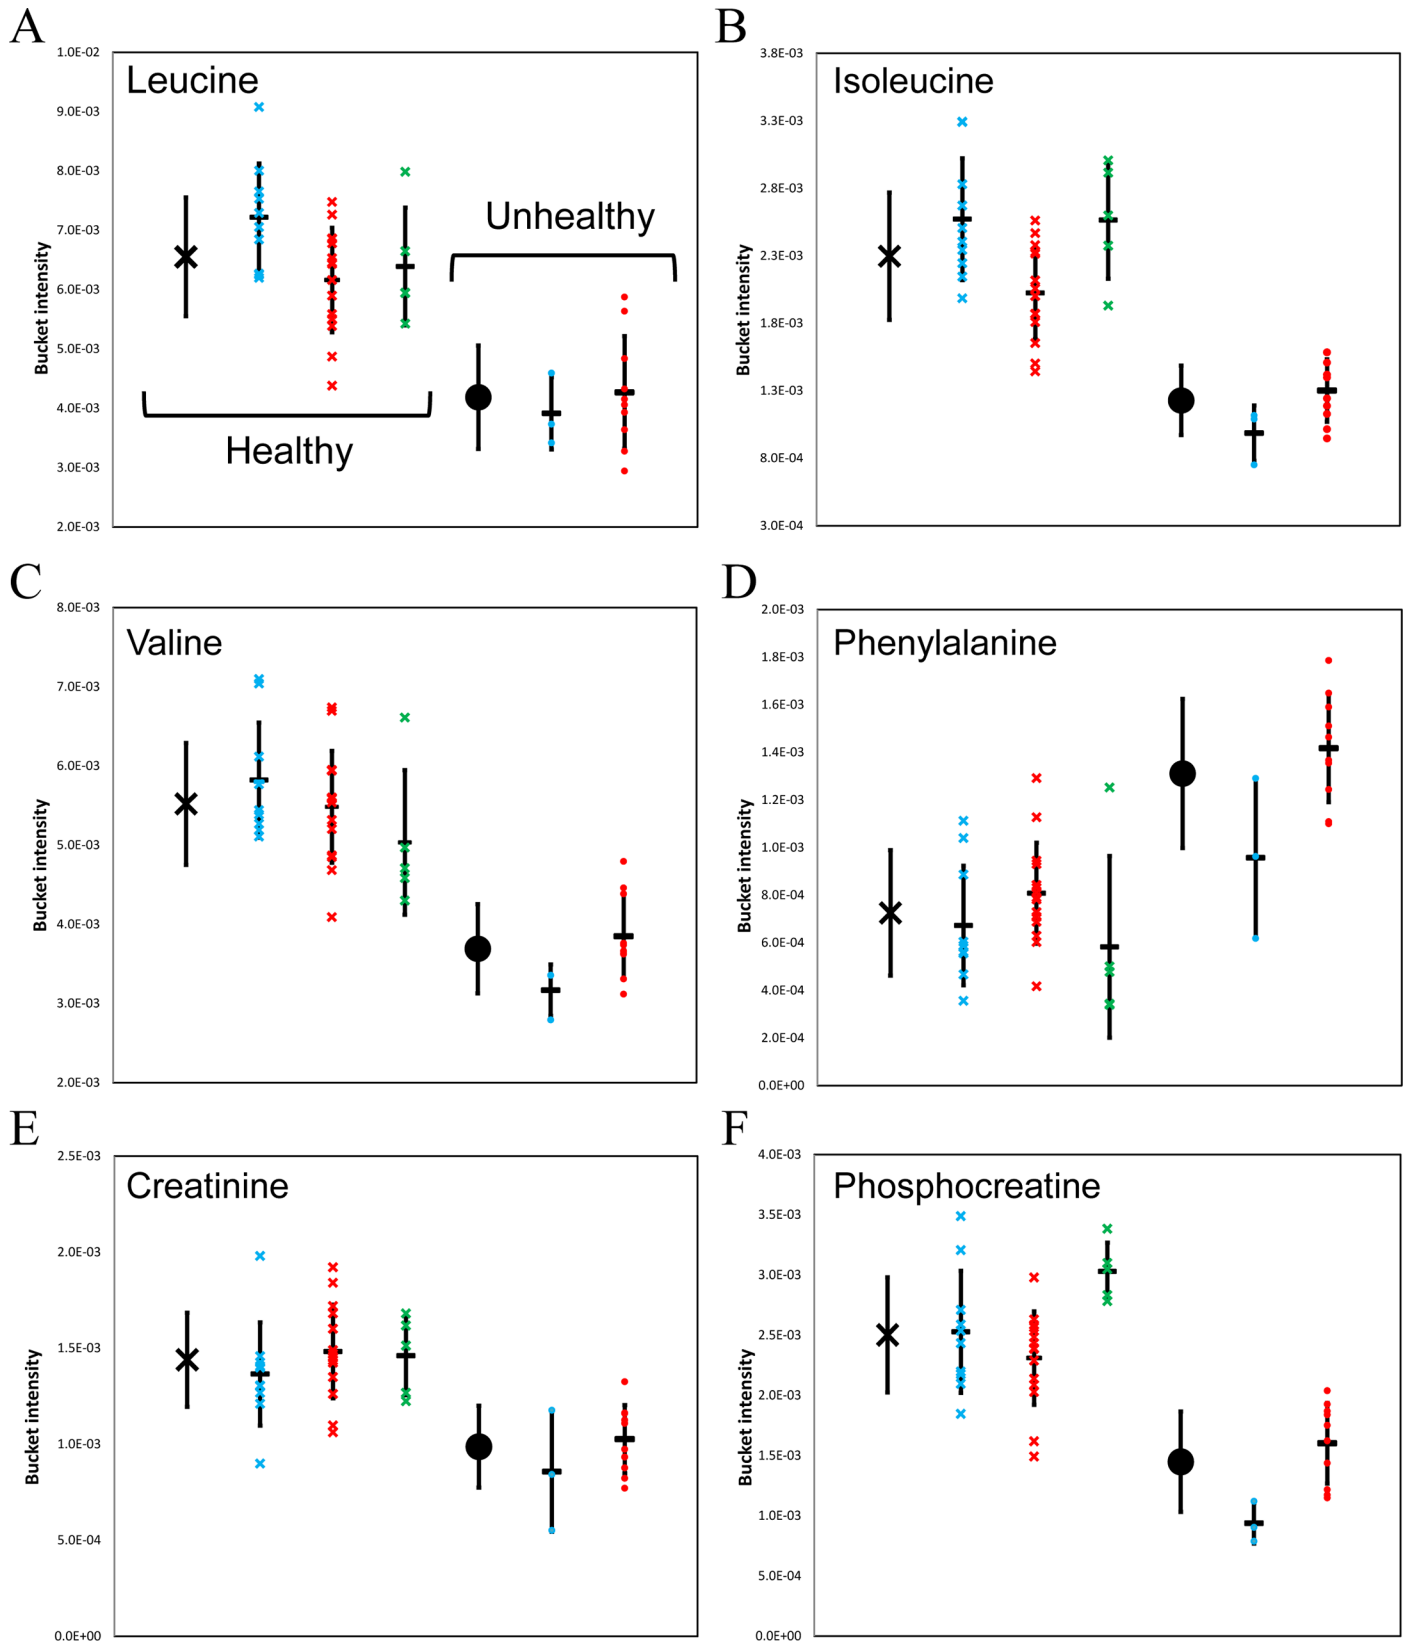 A
B
1.0E-02
9.0E-03
8.0E-03
7.0E-03
6.0E-03
5.0E-03
4.0E-03
3.0E-03
2.0E-03
Bucket intensity
Leucine
Unhealthy
Healthy
3.8E-03
3.3E-03
2.8E-03
2.3E-03
1.8E-03
1.3E-03
8.0E-04
3.0E-04
Bucket intensity
Isoleucine
C
D
8.0E-03
7.0E-03
6.0E-03
5.0E-03
4.0E-03
3.0E-03
2.0E-03
Bucket intensity
Valine
2.0E-03
1.8E-03
1.6E-03
1.4E-03
1.2E-03
1.0E-03
8.0E-04
6.0E-04
4.0E-04
2.0E-04
0.0E+00
Bucket intensity
Phenylalanine
E
F
2.5E-03
2.0E-03
1.5E-03
1.0E-03
5.0E-04
0.0E+00
Bucket intensity
Creatinine
4.0E-03
3.5E-03
3.0E-03
2.5E-03
2.0E-03
1.5E-03
1.0E-03
5.0E-04
0.0E+00
Bucket intensity
Phosphocreatine